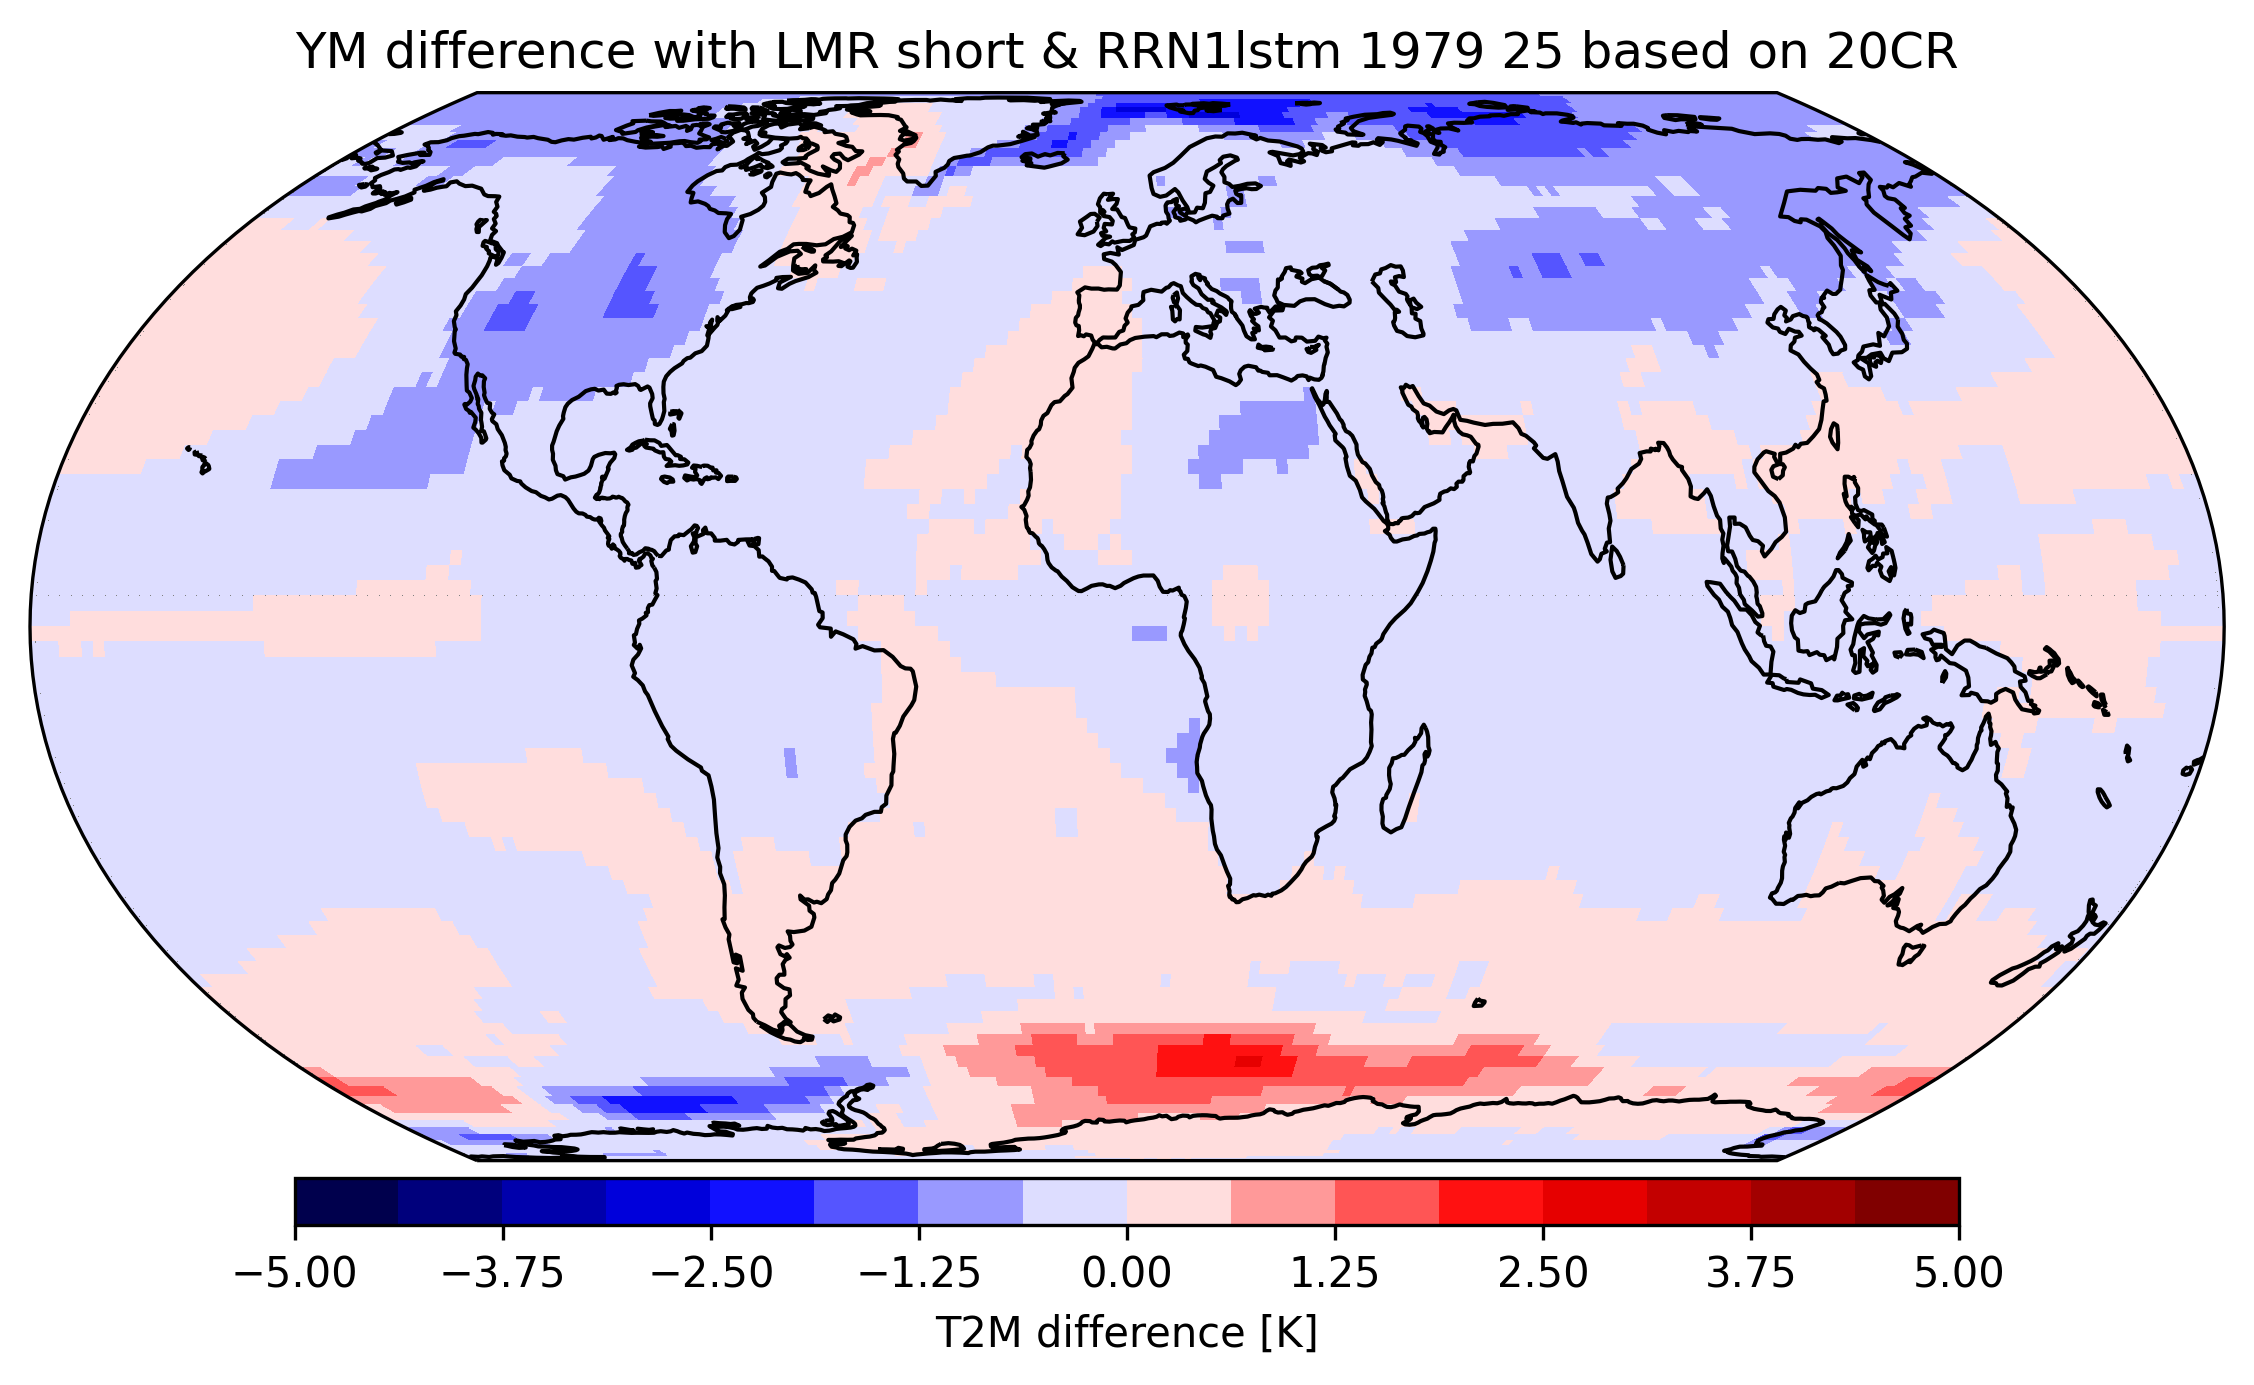 YM difference with LMR short & RRN1lstm 1979 25 based on 20CR
−5.00 −3.75 −2.50 −1.25 0.00 1.25 2.50 3.75 5.00
T2M difference [K]